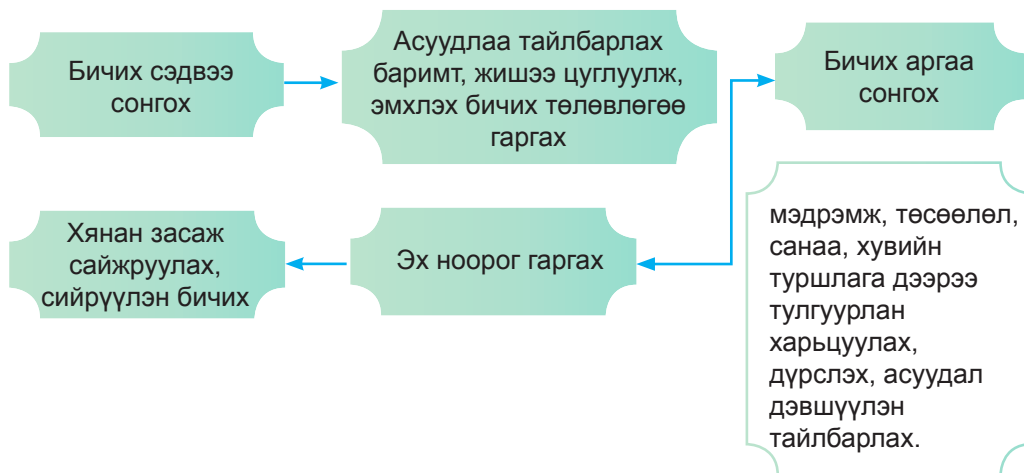 Бичих сэдвээ
сонгох
Асуудлаа тайлбарлах
баримт, жишээ цуглуулж,
эмхлэх бичих төлөвлөгөө
гаргах
Бичих аргаа
сонгох
мэдрэмж, төсөөлөл,
санаа, хувийн
туршлага дээрээ
тулгуурлан
харьцуулах,
дүрслэх, асуудал
дэвшүүлэн
тайлбарлах.
Эх ноорог гаргах
Хянан засаж
сайжруулах,
сийрүүлэн бичих